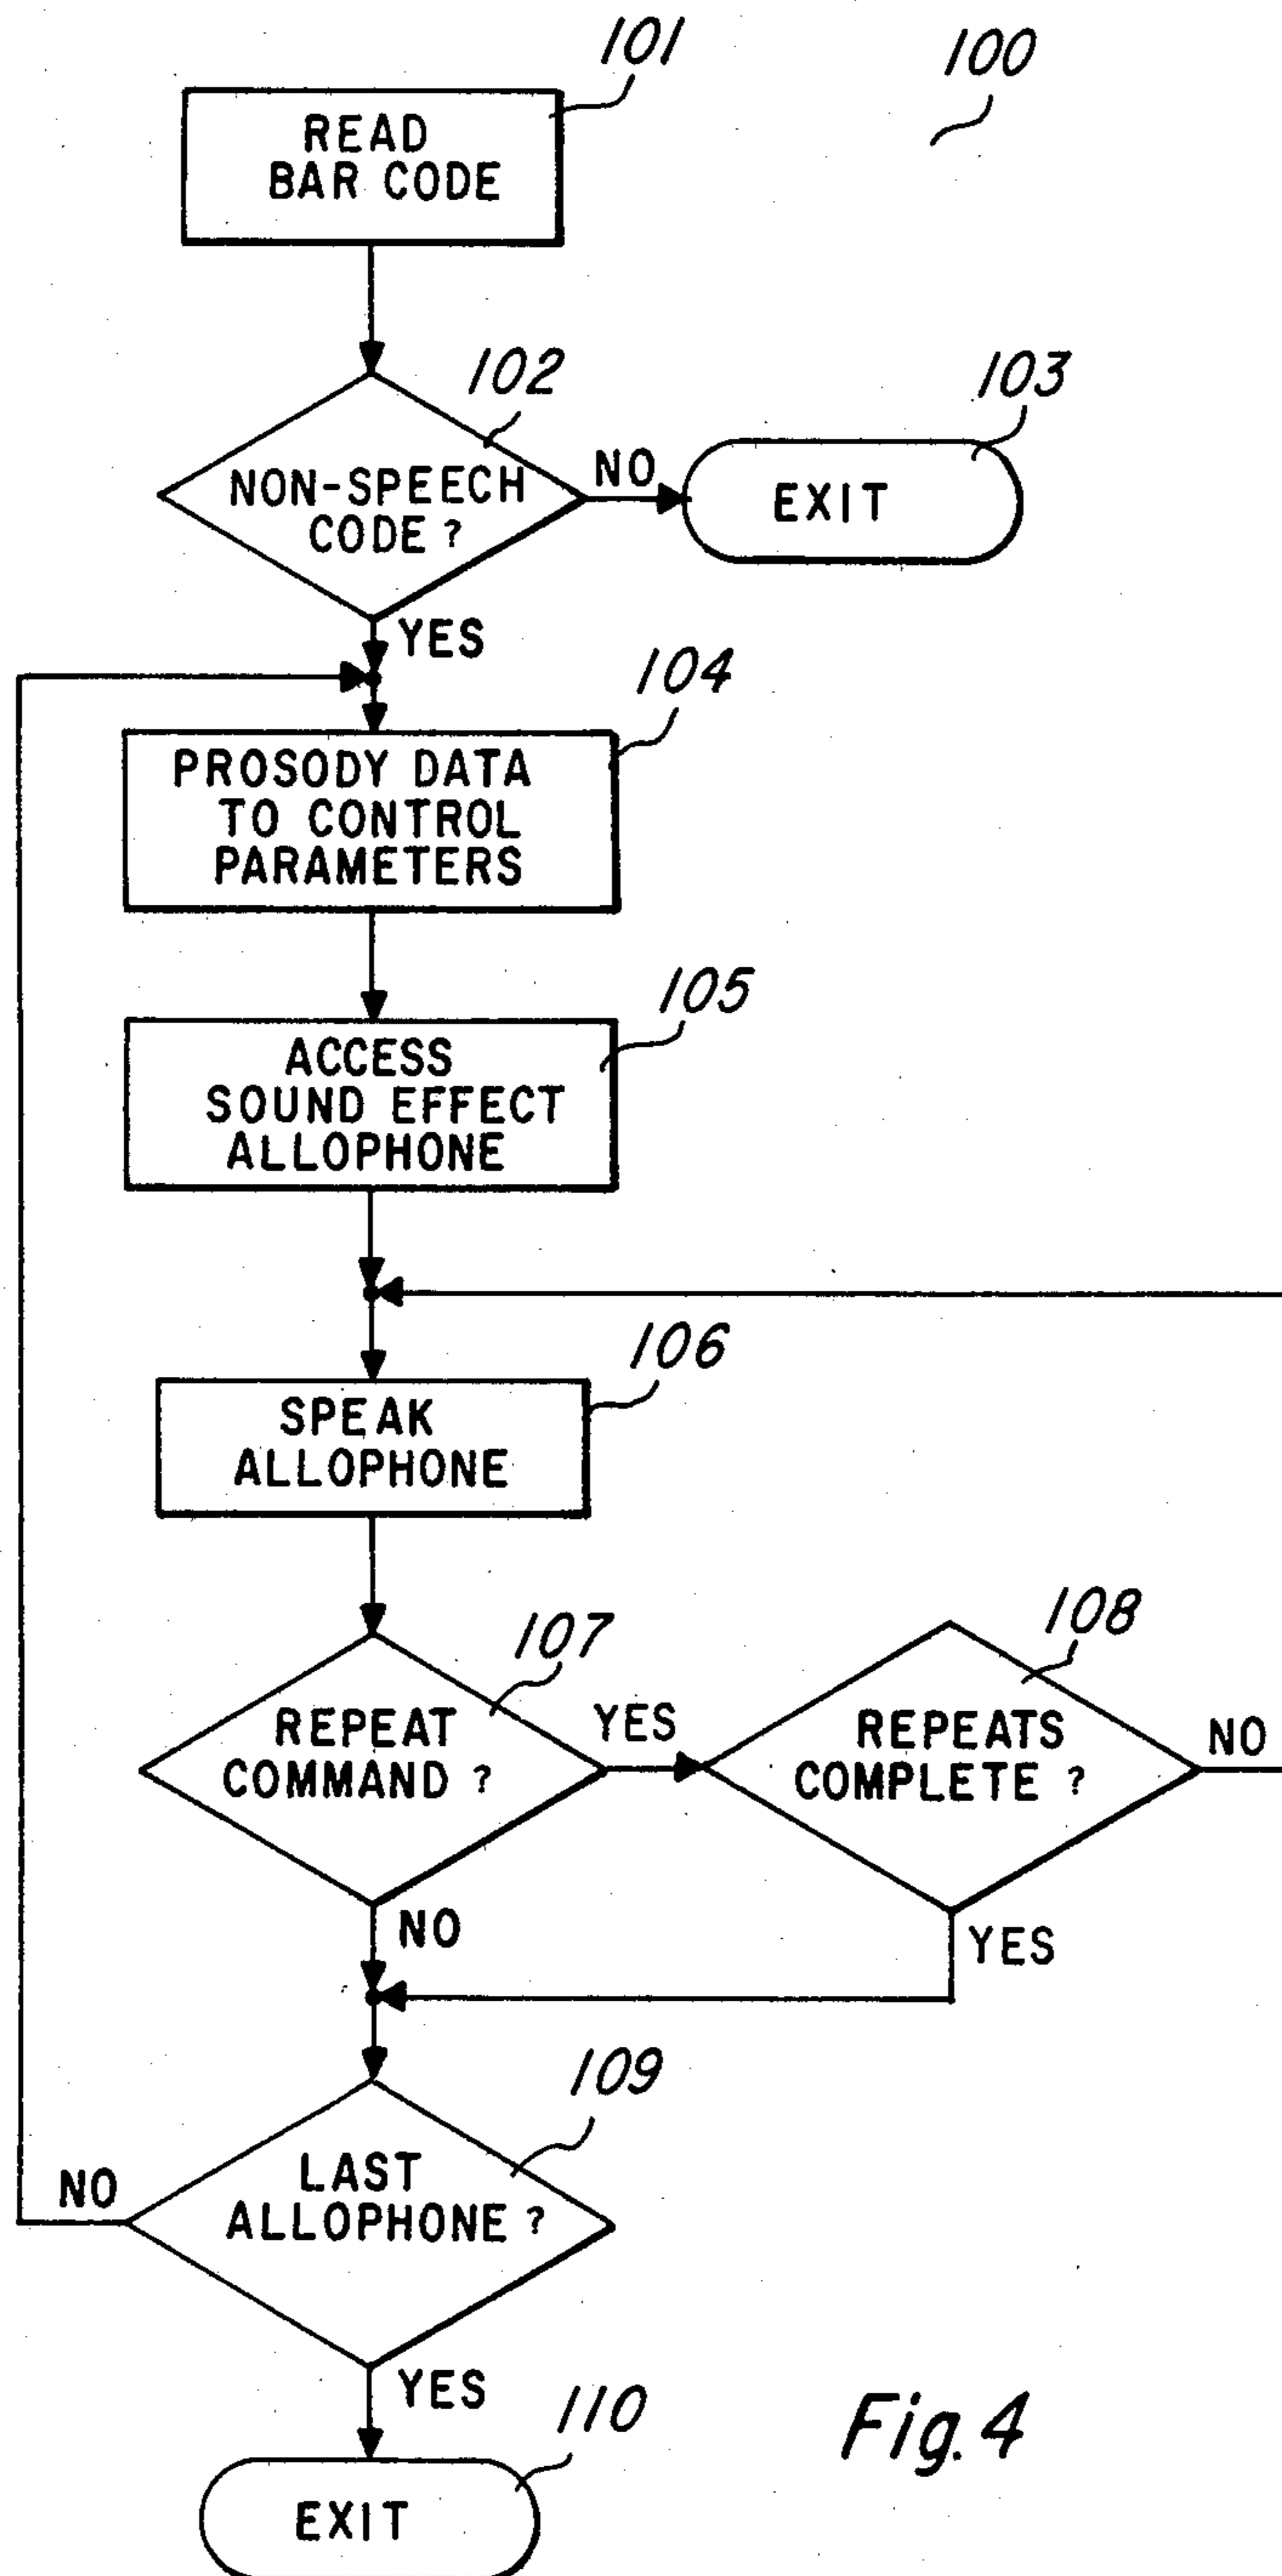 101
100
READ
BAR CODE
102
103
NON-SPEECH
CODE ?
NO
EXIT
YES
104
PROSODY DATA
TO CONTROL
PARAMETERS
105
ACCESS
SOUND EFFECT
ALLOPHONE
106
SPEAK
ALLOPHONE
107
108
REPEAT
COMMAND ?
YES
REPEATS
COMPLETE ?
NO
NO
YES
109
LAST
ALLOPHONE ?
NO
YES
110
EXIT
Fig. 4